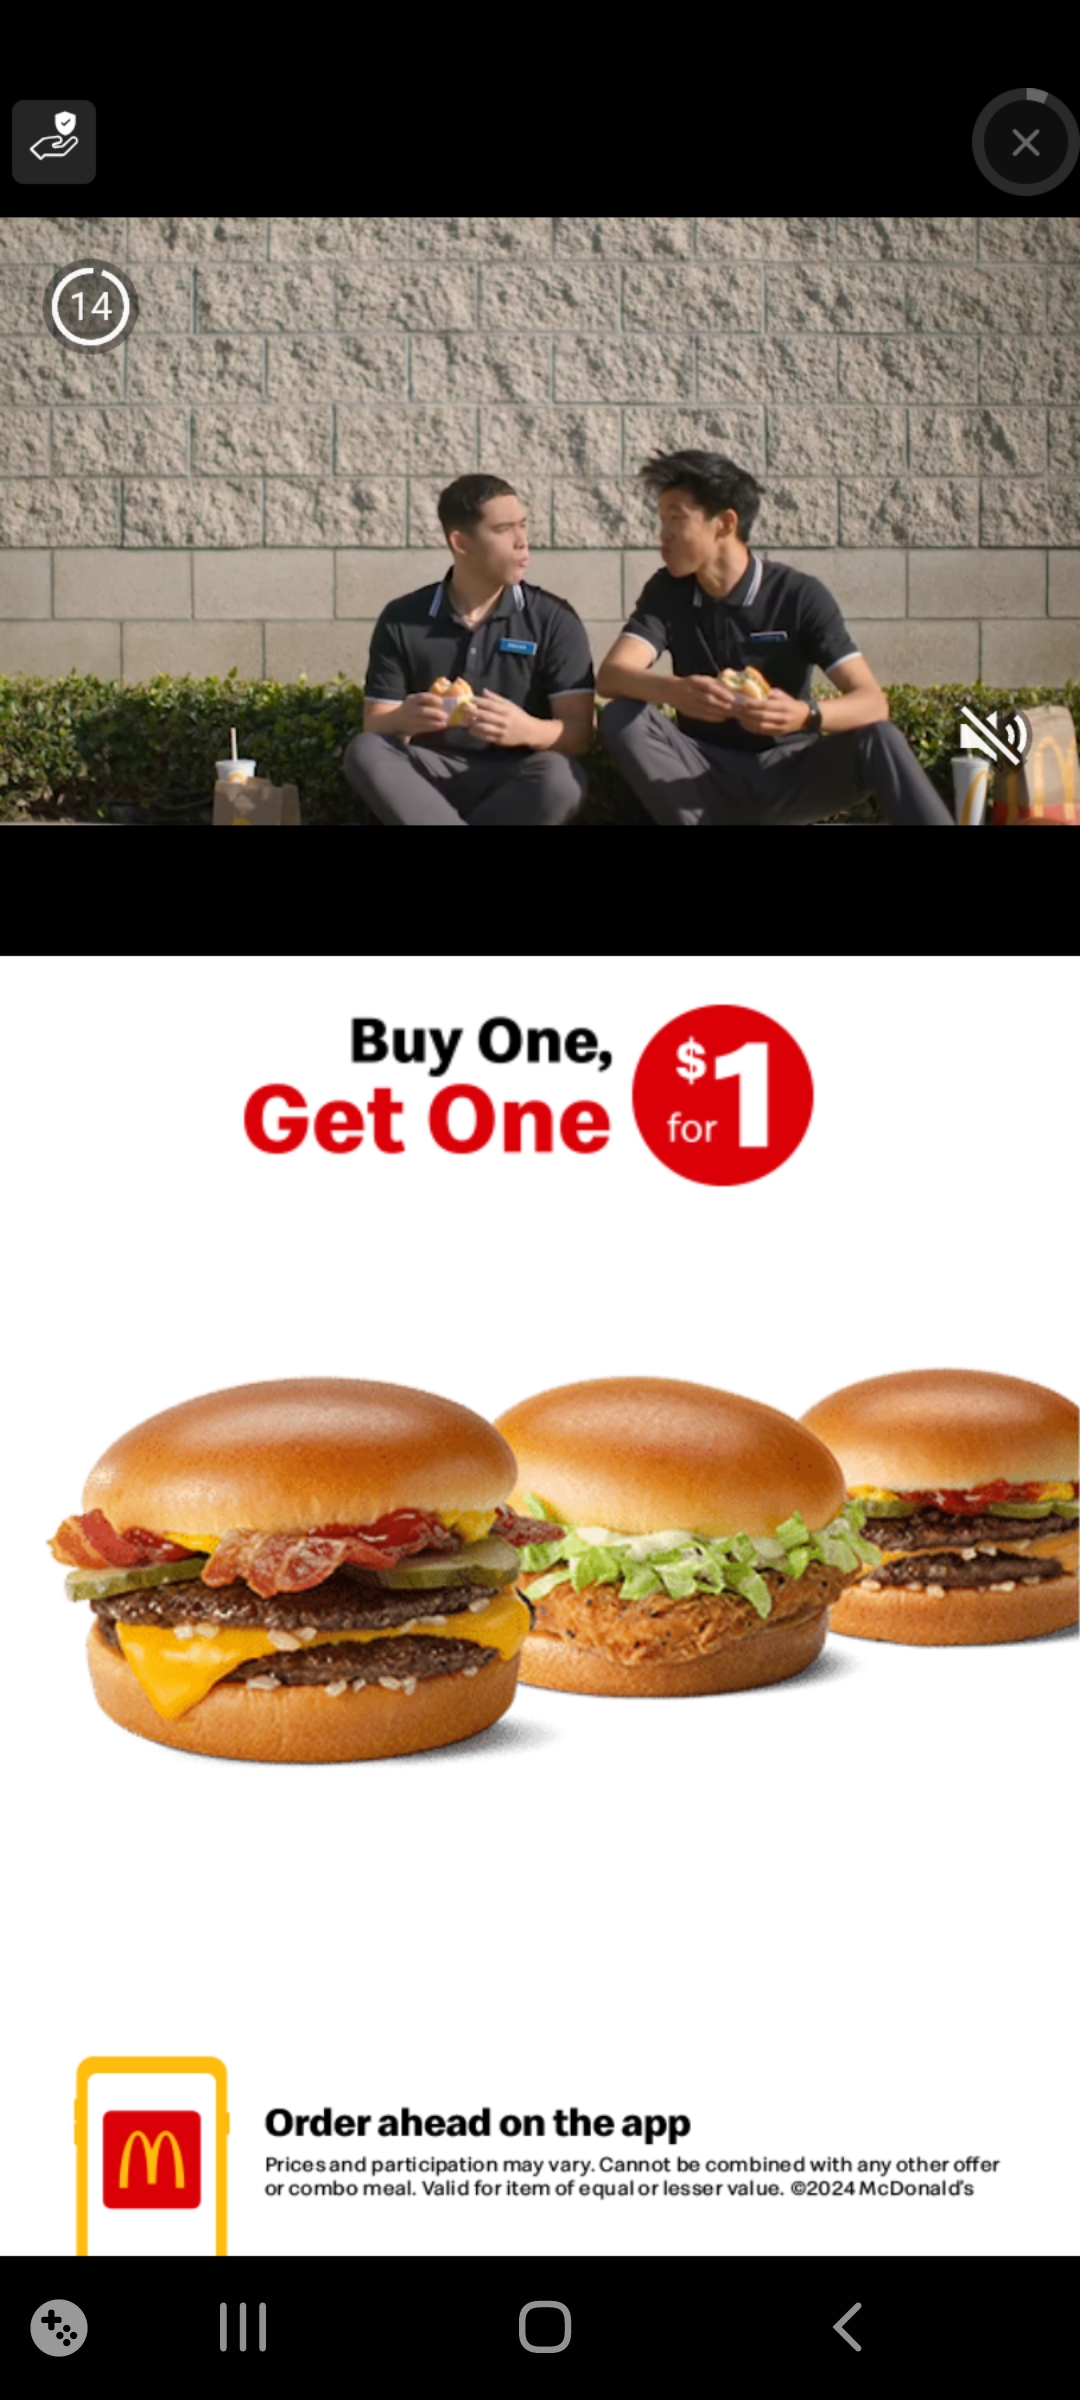 14
Buy One,
Get One
$1
for
Order ahead on the app
Prices and participation may vary. Cannot be combined with any other offer
or combo meal. Valid for item of equal or lesser value. ©2024 McDonald's